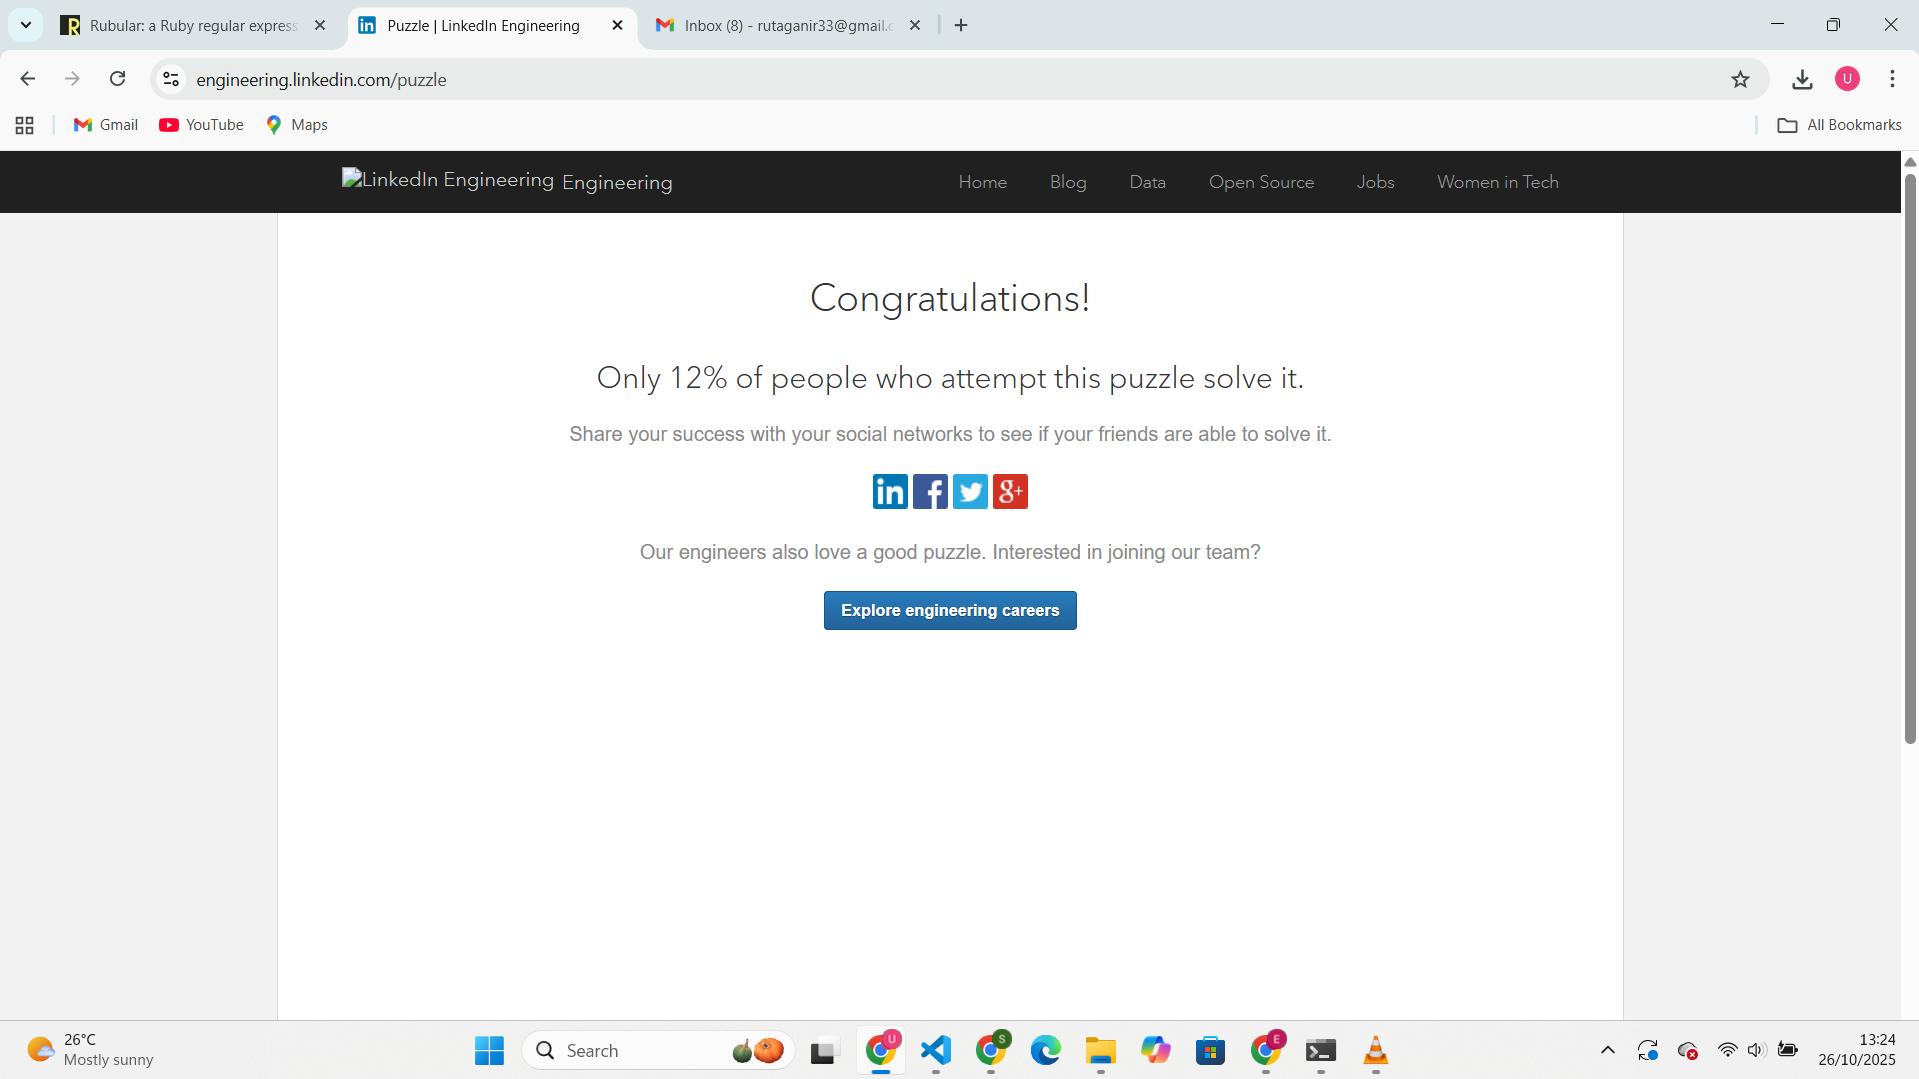 Rubular: a Ruby regular express
Puzzle | LinkedIn Engineering
Inbox (8) - rutaganir33@gmail.c
engineering.linkedin.com/puzzle
U
Gmail
YouTube
Maps
All Bookmarks
LinkedIn Engineering Engineering
Home
Blog
Data
Open Source
Jobs
Women in Tech
Congratulations!
Only 12% of people who attempt this puzzle solve it.
Share your success with your social networks to see if your friends are able to solve it.
in f g+
Our engineers also love a good puzzle. Interested in joining our team?
Explore engineering careers
26°C
Mostly sunny
Search
U
S
E
13:24
26/10/2025